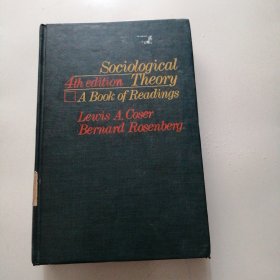 Sociological
4th edition Theory
A Book of Readings
Lewis A. Coser
Bernard Rosenberg